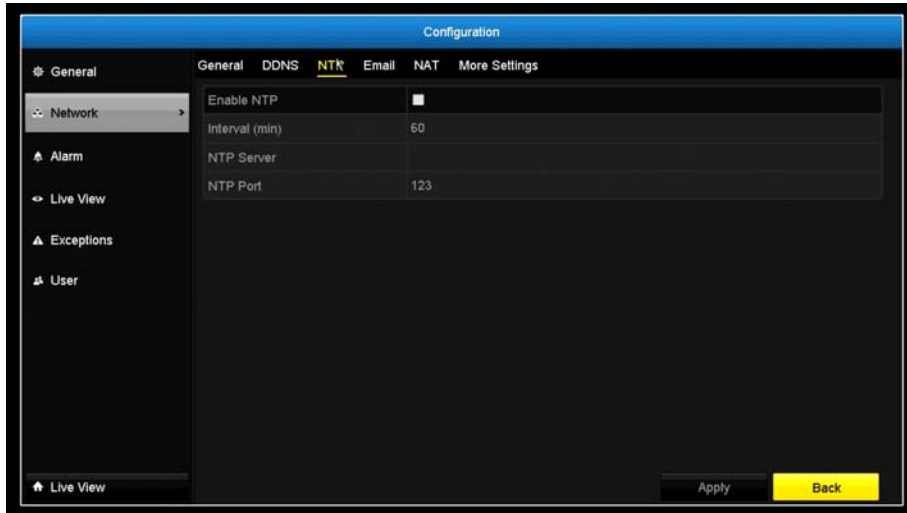 Configuration
General
Network
Alarm
Live View
Exceptions
User
Live View
General DDNS NTP Email NAT More Settings
Enable NTP
Interval (min) 60
NTP Server
NTP Port 123
Apply Back